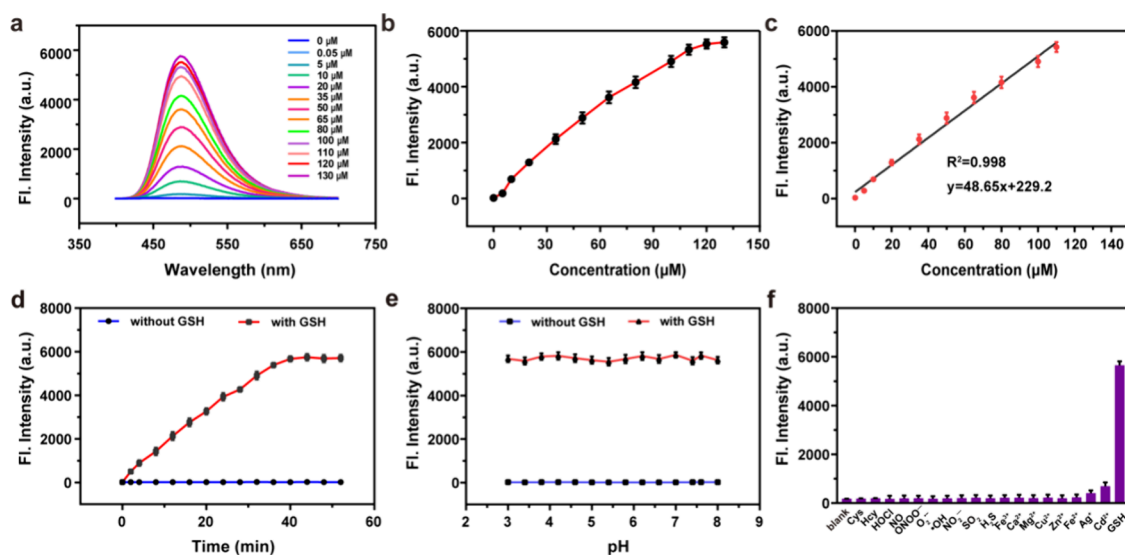 a
Fl. Intensity (a.u.)
6000
4000
2000
0
350
450
550
650
750
Wavelength (nm)
0 μM
0.05 μM
5 μM
10 μM
20 μM
35 μM
50 μM
65 μM
80 μM
100 μM
110 μM
120 μM
130 μM
b
Fl. Intensity (a.u.)
6000
4000
2000
0
0
30
60
90
120
150
Concentration (μM)
c
Fl. Intensity (a.u.)
6000
4000
2000
0
0
20
40
60
80
100
120
140
Concentration (μM)
R²=0.998
y=48.65x+229.2
d
Fl. Intensity (a.u.)
8000
6000
4000
2000
0
without GSH
with GSH
0
20
40
60
Time (min)
e
Fl. Intensity (a.u.)
8000
6000
4000
2000
0
without GSH
with GSH
2
3
4
5
6
7
8
9
pH
f
Fl. Intensity (a.u.)
8000
6000
4000
2000
0
blank
Cys
Hcy
HOCl
NO
ONOO⁻
O₂⁻
•OH
NO₂⁻
SO₂
H₂S
Fe³⁺
Ca²⁺
Mg²⁺
Cu²⁺
Zn²⁺
Fe²⁺
Ag⁺
Cd²⁺
GSH